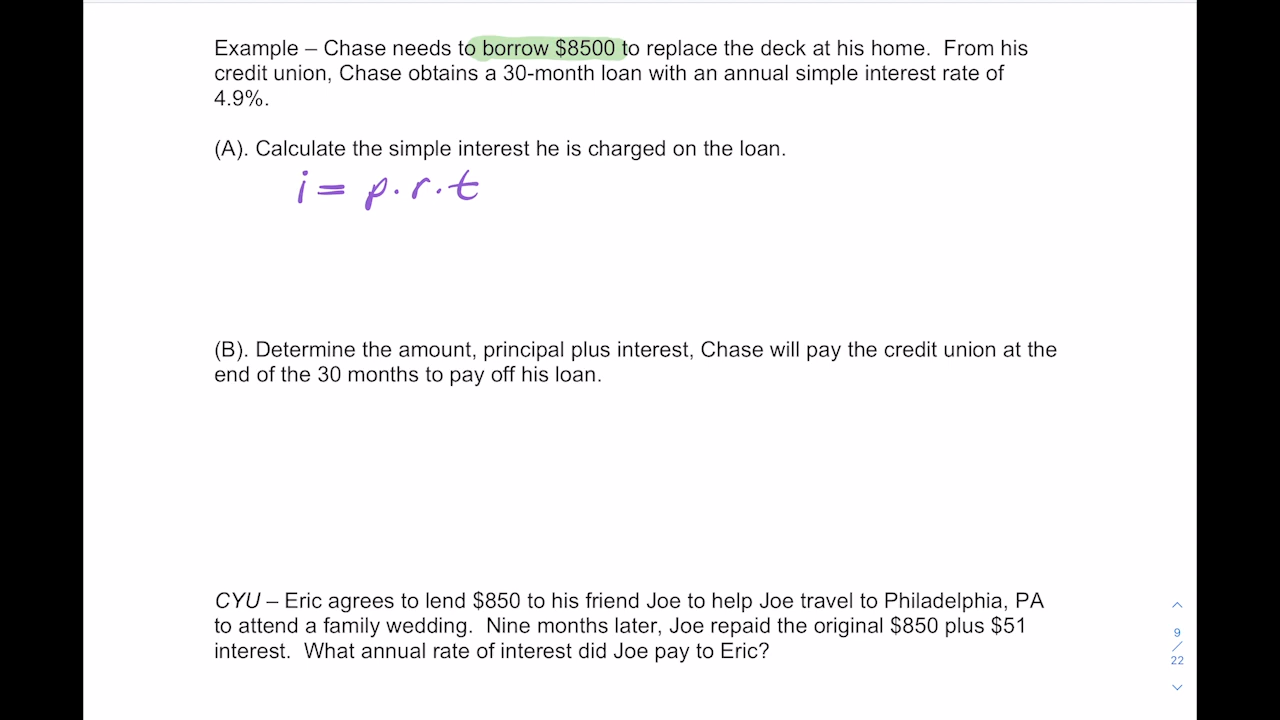 Example – Chase needs to borrow $8500 to replace the deck at his home.  From his
credit union, Chase obtains a 30-month loan with an annual simple interest rate of
4.9%.
(A). Calculate the simple interest he is charged on the loan.
i = p.r.t
(B). Determine the amount, principal plus interest, Chase will pay the credit union at the
end of the 30 months to pay off his loan.
CYU – Eric agrees to lend $850 to his friend Joe to help Joe travel to Philadelphia, PA
to attend a family wedding.  Nine months later, Joe repaid the original $850 plus $51
interest.  What annual rate of interest did Joe pay to Eric?
9
/
22